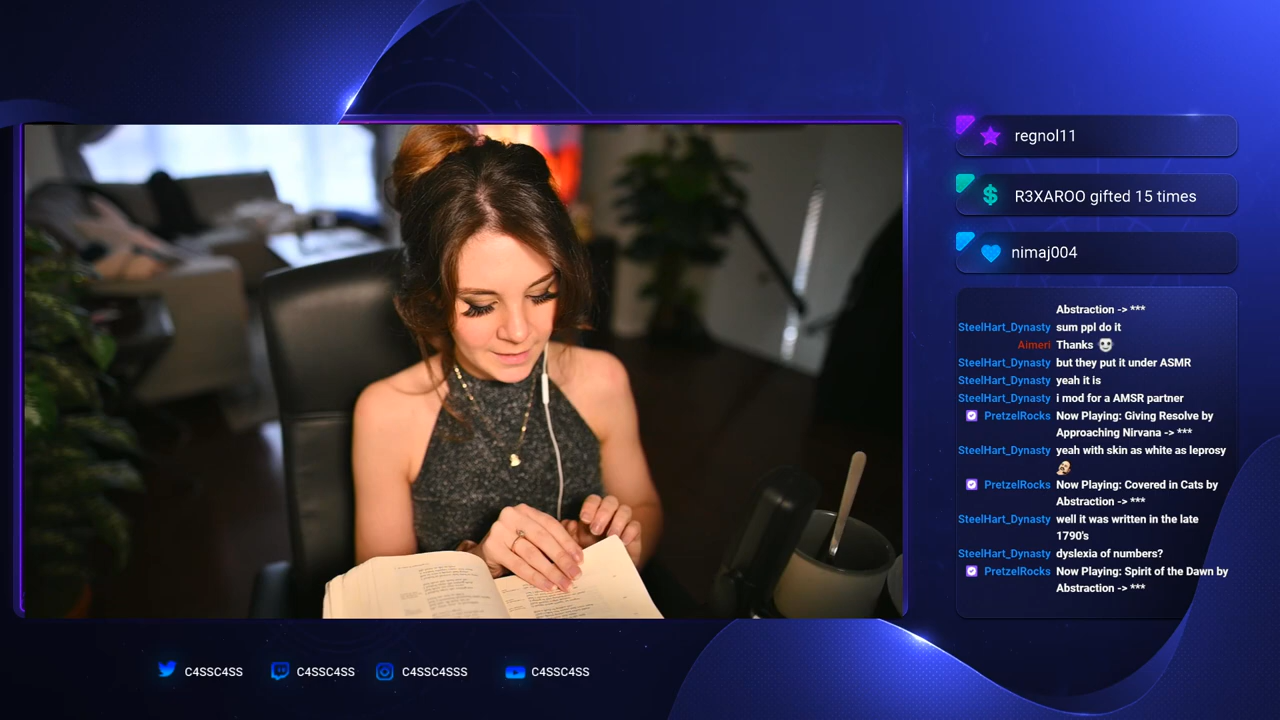 regnol11
R3XAROO gifted 15 times
nimaj004
Abstraction -> ***
SteelHart_Dynasty sum ppl do it
Aimeri Thanks
SteelHart_Dynasty but they put it under ASMR
SteelHart_Dynasty yeah it is
SteelHart_Dynasty i mod for a AMSR partner
PretzelRocks Now Playing: Giving Resolve by
Approaching Nirvana -> ***
SteelHart_Dynasty yeah with skin as white as leprosy
PretzelRocks Now Playing: Covered in Cats by
Abstraction -> ***
SteelHart_Dynasty well it was written in the late
1790's
SteelHart_Dynasty dyslexia of numbers?
PretzelRocks Now Playing: Spirit of the Dawn by
Abstraction -> ***
C4SSC4SS C4SSC4SS C4SSC4SSS C4SSC4SS